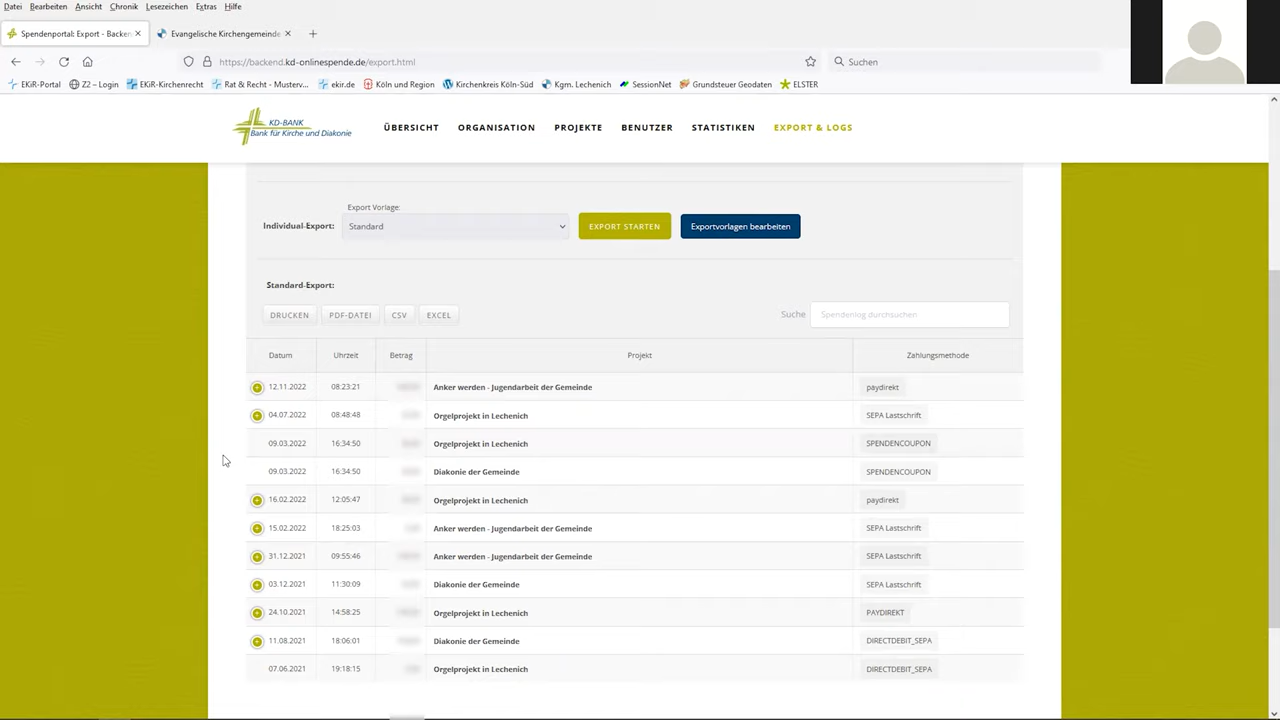 Datei Bearbeiten Ansicht Chronik Lesezeichen Extras Hilfe
Spendenportal: Export - Backen × Evangelische Kirchengemeinde × +
https://backend.kd-onlinespende.de/export.html Suchen
EKiR-Portal Z2 – Login EKiR-Kirchenrecht Rat & Recht - Musterv... ekir.de Köln und Region Kirchenkreis Köln-Süd Kgm. Lechenich SessionNet Grundsteuer Geodaten ELSTER
KD-BANK
Bank für Kirche und Diakonie
ÜBERSICHT ORGANISATION PROJEKTE BENUTZER STATISTIKEN EXPORT & LOGS
Export Vorlage:
Individual-Export: Standard EXPORT STARTEN Exportvorlagen bearbeiten
Standard-Export:
DRUCKEN PDF-DATEI CSV EXCEL Suche Spendenlog durchsuchen
Datum Uhrzeit Betrag Projekt Zahlungsmethode
12.11.2022 08:23:21 Anker werden - Jugendarbeit der Gemeinde paydirekt
04.07.2022 08:48:48 Orgelprojekt in Lechenich SEPA Lastschrift
09.03.2022 16:34:50 Orgelprojekt in Lechenich SPENDENCOUPON
09.03.2022 16:34:50 Diakonie der Gemeinde SPENDENCOUPON
16.02.2022 12:05:47 Orgelprojekt in Lechenich paydirekt
15.02.2022 18:25:03 Anker werden - Jugendarbeit der Gemeinde SEPA Lastschrift
31.12.2021 09:55:46 Anker werden - Jugendarbeit der Gemeinde SEPA Lastschrift
03.12.2021 11:30:09 Diakonie der Gemeinde SEPA Lastschrift
24.10.2021 14:58:25 Orgelprojekt in Lechenich PAYDIREKT
11.08.2021 18:06:01 Diakonie der Gemeinde DIRECTDEBIT_SEPA
07.06.2021 19:18:15 Orgelprojekt in Lechenich DIRECTDEBIT_SEPA